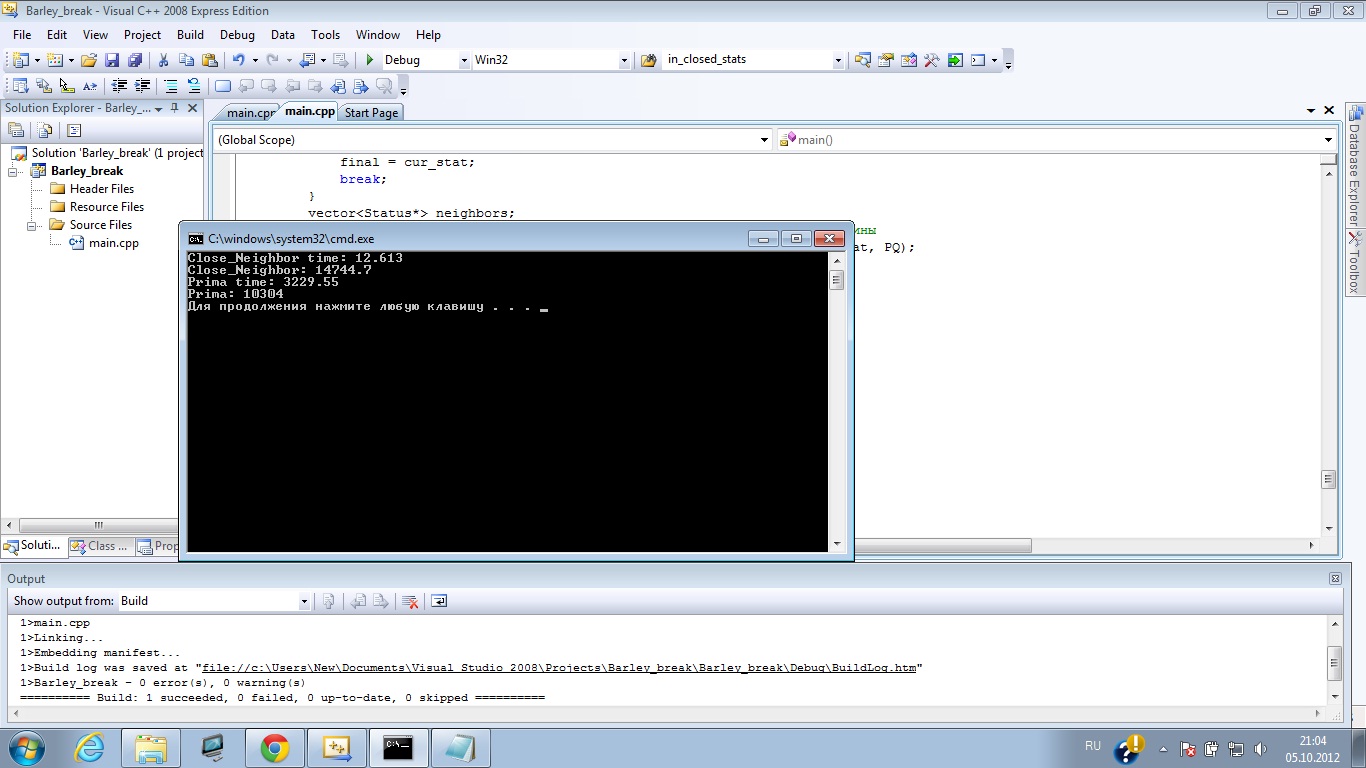 Barley_break - Visual C++ 2008 Express Edition
File Edit View Project Build Debug Data Tools Window Help
Debug Win32 in_closed_stats
Solution Explorer - Barley_...
main.cpp main.cpp Start Page
(Global Scope) main()
Solution 'Barley_break' (1 project
Barley_break
Header Files
Resource Files
Source Files
main.cpp
final = cur_stat;
break;
}
vector<Status*> neighbors;
ины
at, PQ);
Database Explorer
Toolbox
C:\windows\system32\cmd.exe
Close_Neighbor time: 12.613
Close_Neighbor: 14744.7
Prima time: 3229.55
Prima: 10304
Для продолжения нажмите любую клавишу . . . _
Soluti... Class ... Prop
Output
Show output from: Build
1>main.cpp
1>Linking...
1>Embedding manifest...
1>Build log was saved at "file://c:\Users\New\Documents\Visual Studio 2008\Projects\Barley_break\Barley_break\Debug\BuildLog.htm"
1>Barley_break - 0 error(s), 0 warning(s)
========== Build: 1 succeeded, 0 failed, 0 up-to-date, 0 skipped ==========
C:\
RU
21:04
05.10.2012